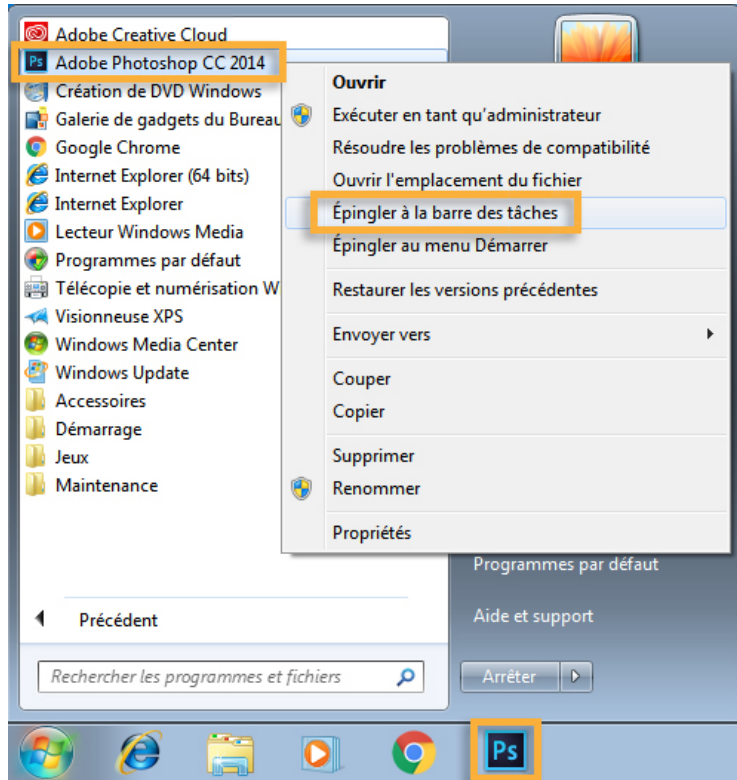 Adobe Creative Cloud
Ps Adobe Photoshop CC 2014
Création de DVD Windows
Galerie de gadgets du Bureau
Google Chrome
Internet Explorer (64 bits)
Internet Explorer
Lecteur Windows Media
Programmes par défaut
Télécopie et numérisation W
Visionneuse XPS
Windows Media Center
Windows Update
Accessoires
Démarrage
Jeux
Maintenance
Ouvrir
Exécuter en tant qu'administrateur
Résoudre les problèmes de compatibilité
Ouvrir l'emplacement du fichier
Épingler à la barre des tâches
Épingler au menu Démarrer
Restaurer les versions précédentes
Envoyer vers
Couper
Copier
Supprimer
Renommer
Propriétés
Programmes par défaut
Aide et support
Précédent
Rechercher les programmes et fichiers
Arrêter
Ps